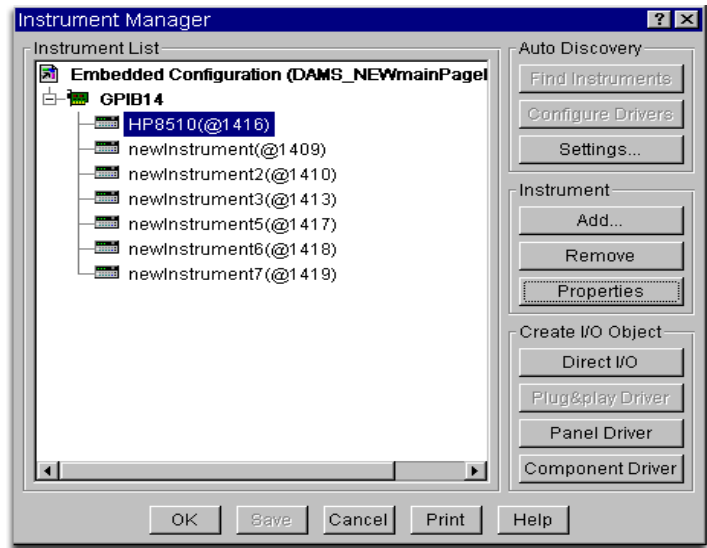 Instrument Manager
Instrument List
Embedded Configuration (DAMS_NEWmainPagel
GPIB14
HP8510(@1416)
newInstrument(@1409)
newInstrument2(@1410)
newInstrument3(@1413)
newInstrument5(@1417)
newInstrument6(@1418)
newInstrument7(@1419)
Auto Discovery
Find Instruments
Configure Drivers
Settings...
Instrument
Add...
Remove
Properties
Create I/O Object
Direct I/O
Plug&play Driver
Panel Driver
Component Driver
OK
Save
Cancel
Print
Help